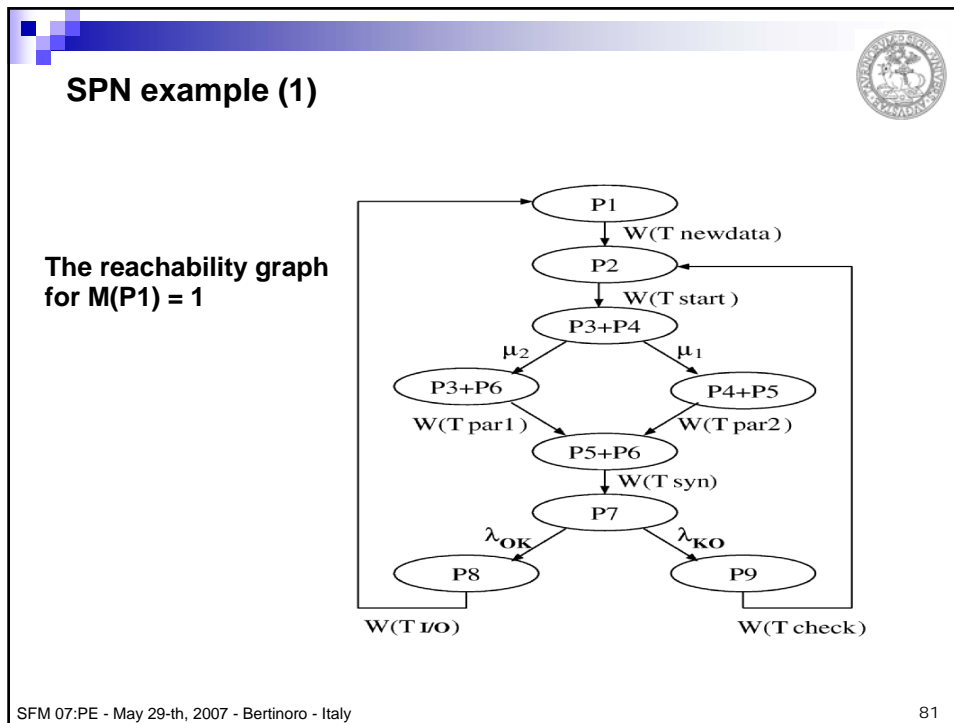 SPN example (1)
The reachability graph
for M(P1) = 1
P1
W(T newdata)
P2
W(T start )
P3+P4
μ2
μ1
P3+P6
P4+P5
W(T par1 )
W(T par2 )
P5+P6
W(T syn)
P7
λOK
λKO
P8
P9
W(T I/O)
W(T check)
SFM 07:PE - May 29-th, 2007 - Bertinoro - Italy
81